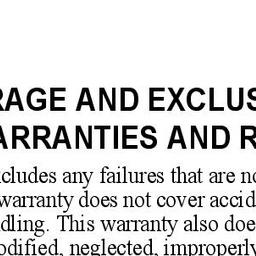 RAGE AND EXCLUS
ARRANTIES AND R
cludes any failures that are no
warranty does not cover accid
dling. This warranty also doe
odified, neglected, improperly